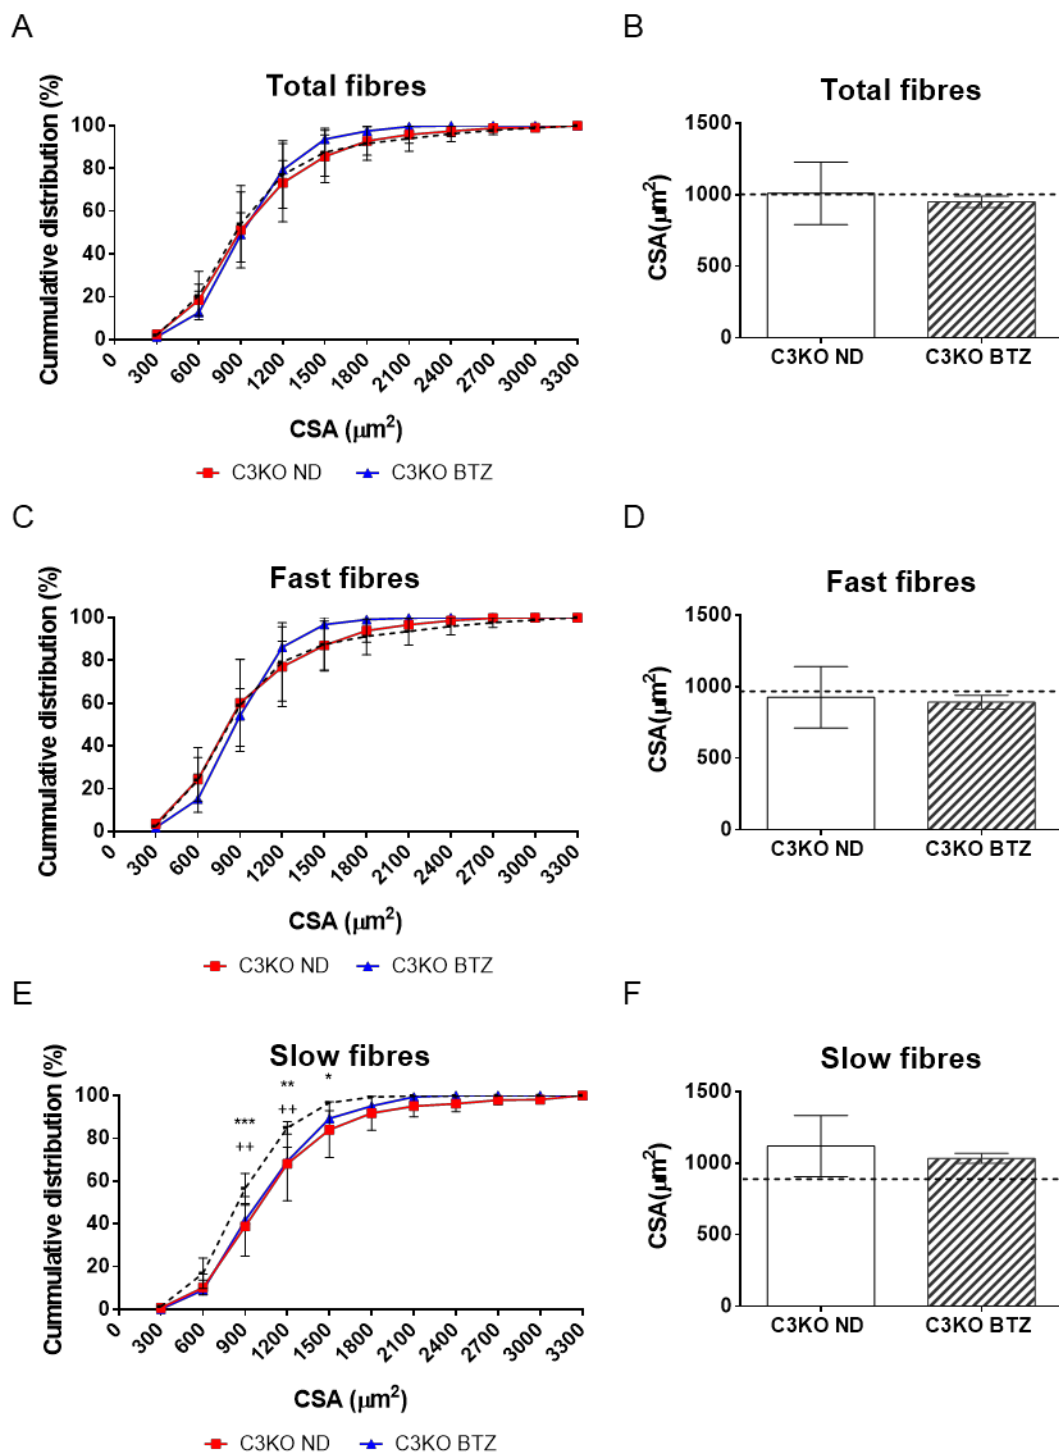 A
Total fibres
Cummulative distribution (%)
100
80
60
40
20
0
0 300 600 900 1200 1500 1800 2100 2400 2700 3000 3300
CSA (μm²)
C3KO ND C3KO BTZ
B
Total fibres
CSA(μm²)
1500
1000
500
0
C3KO ND C3KO BTZ
C
Fast fibres
Cummulative distribution (%)
100
80
60
40
20
0
0 300 600 900 1200 1500 1800 2100 2400 2700 3000 3300
CSA (μm²)
C3KO ND C3KO BTZ
D
Fast fibres
CSA(μm²)
1500
1000
500
0
C3KO ND C3KO BTZ
E
Slow fibres
Cummulative distribution (%)
*** ** *
++ ++
100
80
60
40
20
0
0 300 600 900 1200 1500 1800 2100 2400 2700 3000 3300
CSA (μm²)
C3KO ND C3KO BTZ
F
Slow fibres
CSA(μm²)
1500
1000
500
0
C3KO ND C3KO BTZ